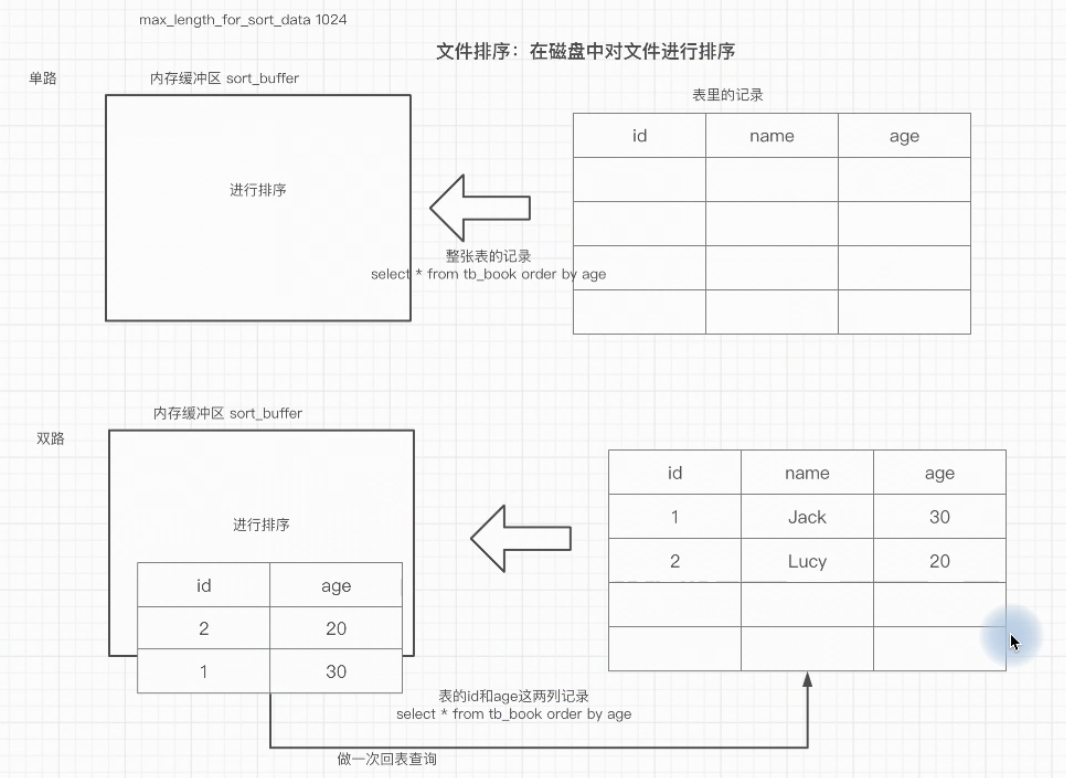 max_length_for_sort_data 1024
文件排序：在磁盘中对文件进行排序
单路
内存缓冲区 sort_buffer
表里的记录
id name age
进行排序
整张表的记录
select * from tb_book order by age
内存缓冲区 sort_buffer
双路
id name age
1 Jack 30
2 Lucy 20
进行排序
id age
2 20
1 30
表的id和age这两列记录
select * from tb_book order by age
做一次回表查询